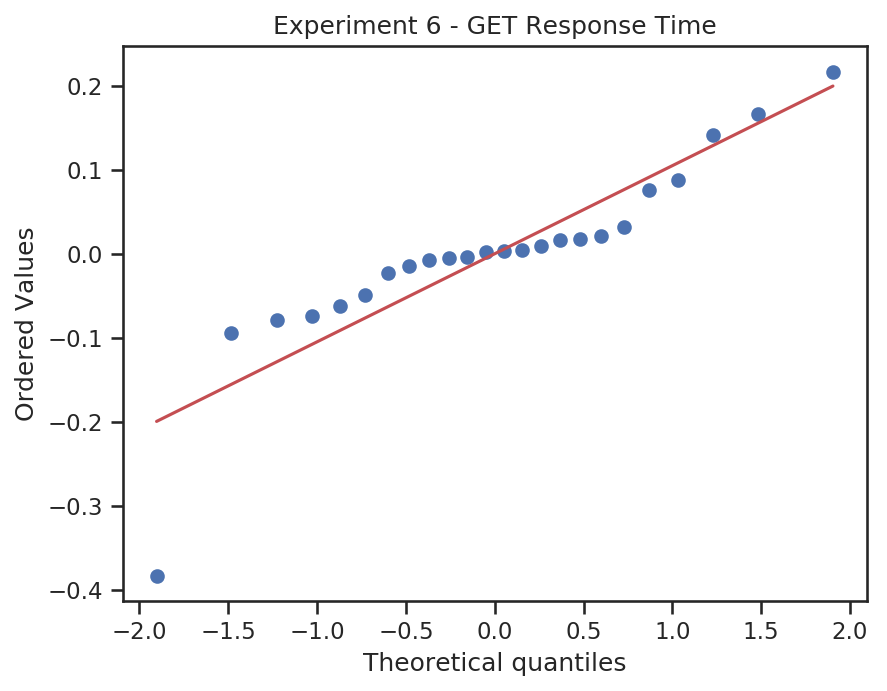 Experiment 6 - GET Response Time
Ordered Values
0.2
0.1
0.0
−0.1
−0.2
−0.3
−0.4
−2.0 −1.5 −1.0 −0.5 0.0 0.5 1.0 1.5 2.0
Theoretical quantiles